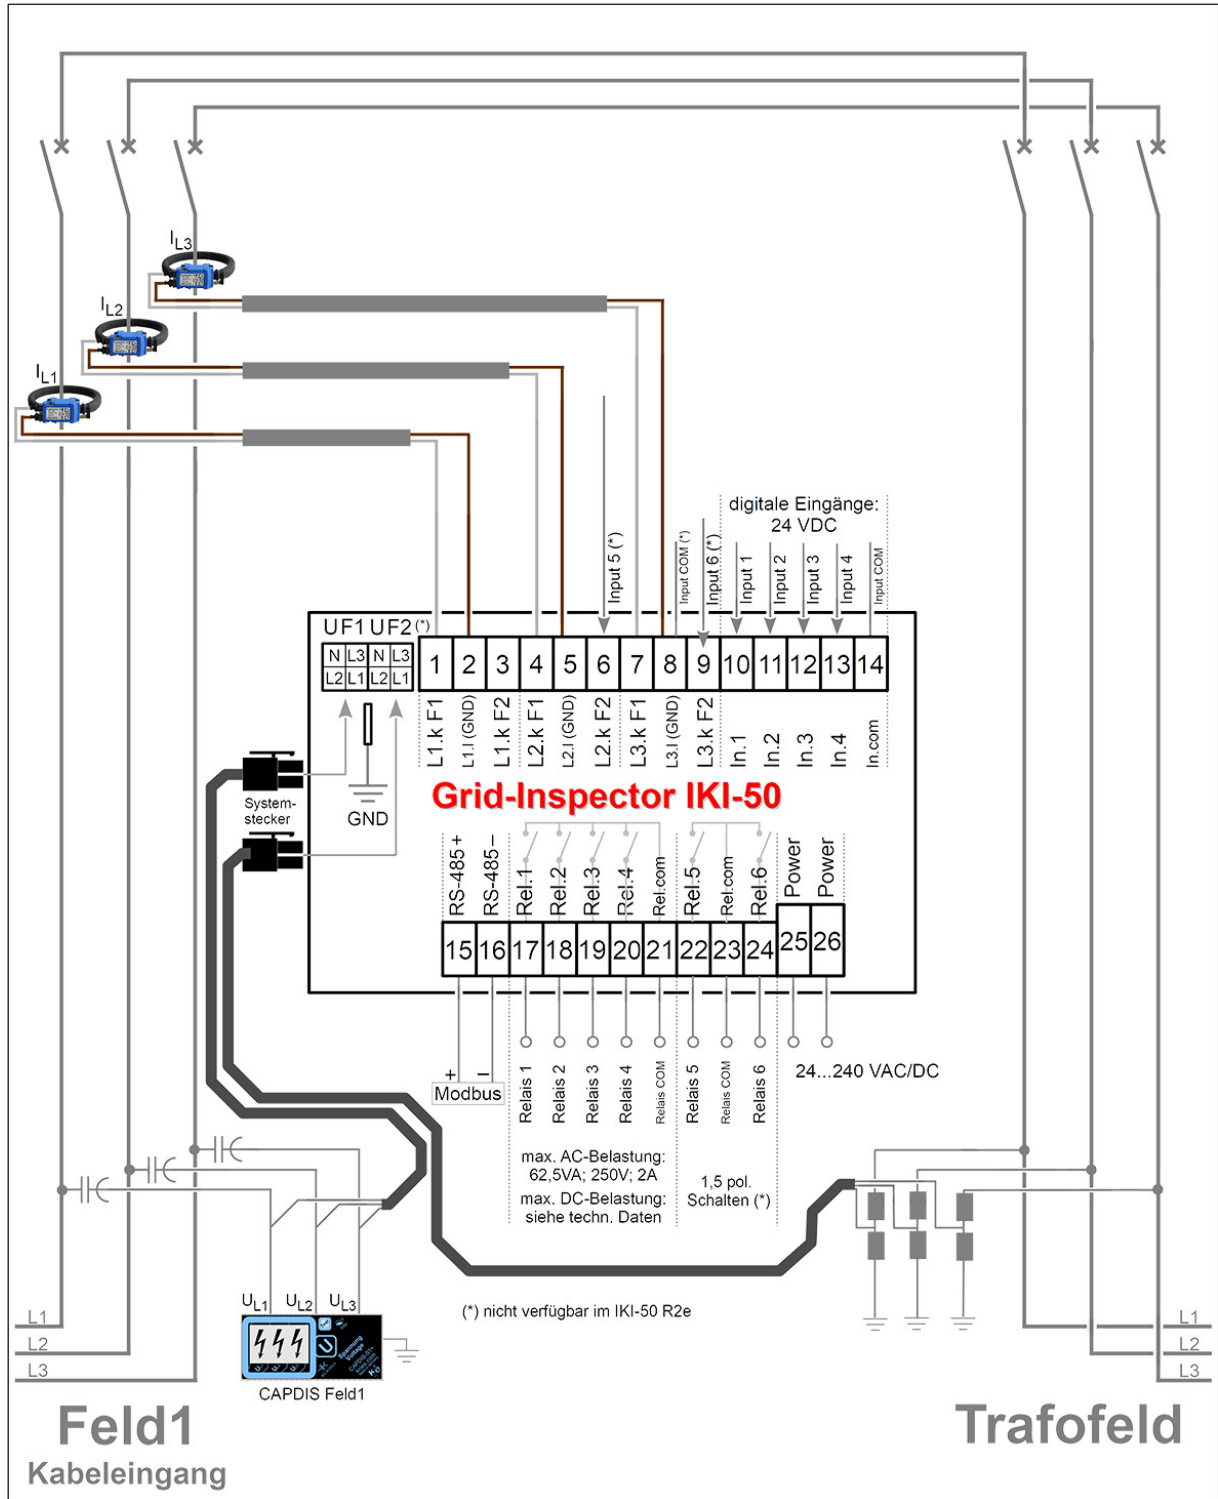 I L3
I L2
I L1
digitale Eingänge:
24 VDC
Input 5 (*)
Input COM (*)
Input 6 (*)
Input 1
Input 2
Input 3
Input 4
Input COM
UF1 UF2 (*)
N L3 N L3
L2 L1 L2 L1
1 2 3 4 5 6 7 8 9 10 11 12 13 14
L1.k F1
L1.l (GND)
L1.k F2
L2.k F1
L2.l (GND)
L2.k F2
L3.k F1
L3.l (GND)
L3.k F2
In.1
In.2
In.3
In.4
In.com
Grid-Inspector IKI-50
System-
stecker
GND
RS-485+
RS-485–
Rel.1
Rel.2
Rel.3
Rel.4
Rel.com
Rel.5
Rel.com
Rel.6
Power
Power
15 16 17 18 19 20 21 22 23 24 25 26
+ –
Modbus
Relais 1
Relais 2
Relais 3
Relais 4
Relais COM
Relais 5
Relais COM
Relais 6
24...240 VAC/DC
max. AC-Belastung:
62,5VA; 250V; 2A
max. DC-Belastung:
siehe techn. Daten
1,5 pol.
Schalten (*)
(*) nicht verfügbar im IKI-50 R2e
UL1 UL2 UL3
L1
L2
L3
U
Spannung
Voltage
CAPDIS Feld1
L1
L2
L3
Feld1
Kabeleingang
Trafofeld